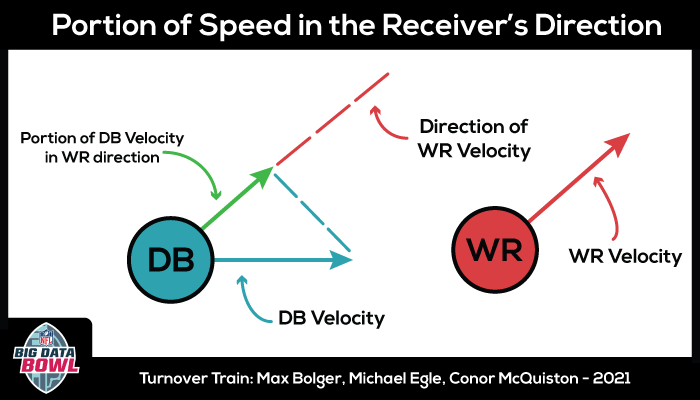 Portion of Speed in the Receiver's Direction
Portion of DB Velocity
in WR direction
Direction of
WR Velocity
DB
WR
WR Velocity
DB Velocity
NFL
BIG DATA
BOWL
Turnover Train: Max Bolger, Michael Egle, Conor McQuiston - 2021